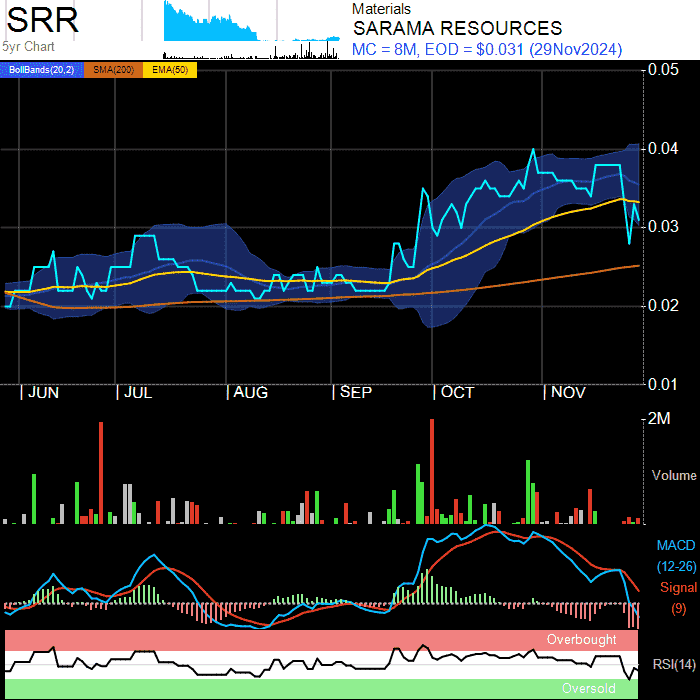 SRR
5yr Chart
Materials
SARAMA RESOURCES
MC = 8M, EOD = $0.031 (29Nov2024)
BollBands(20,2) SMA(200) EMA(50)
0.05
0.04
0.03
0.02
0.01
| JUN | JUL | AUG | SEP | OCT | NOV
2M
Volume
MACD
(12-26)
Signal
(9)
Overbought
RSI(14)
Oversold